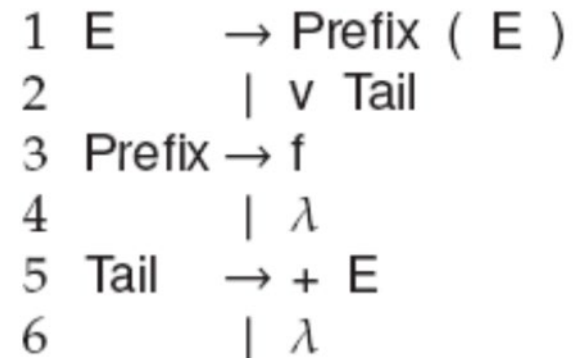 1 E → Prefix ( E )
2 | v Tail
3 Prefix → f
4 | λ
5 Tail → + E
6 | λ